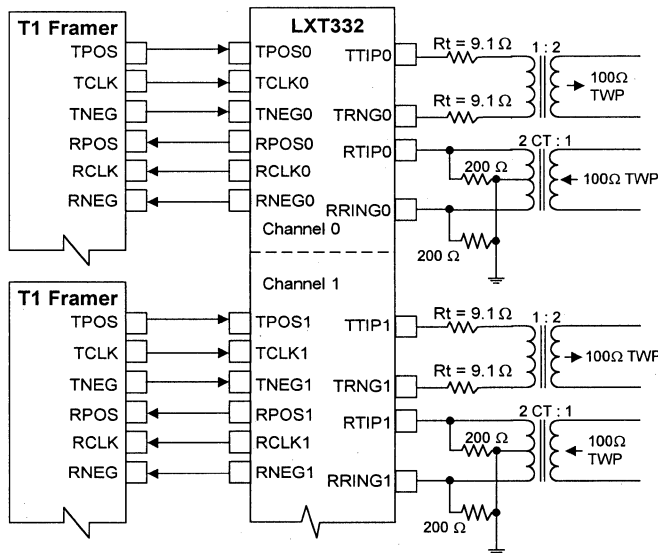 T1 Framer
TPOS
TCLK
TNEG
RPOS
RCLK
RNEG
LXT332
TPOS0
TCLK0
TNEG0
RPOS0
RCLK0
RNEG0
Channel 0
TTIP0
TRNG0
RTIP0
RRING0
Rt = 9.1 Ω
Rt = 9.1 Ω
1 : 2
100Ω
TWP
2 CT : 1
200 Ω
100Ω TWP
200 Ω
T1 Framer
TPOS
TCLK
TNEG
RPOS
RCLK
RNEG
Channel 1
TPOS1
TCLK1
TNEG1
RPOS1
RCLK1
RNEG1
TTIP1
TRNG1
RTIP1
RRING1
Rt = 9.1 Ω
Rt = 9.1 Ω
1 : 2
100Ω TWP
2 CT : 1
200 Ω
100Ω
TWP
200 Ω